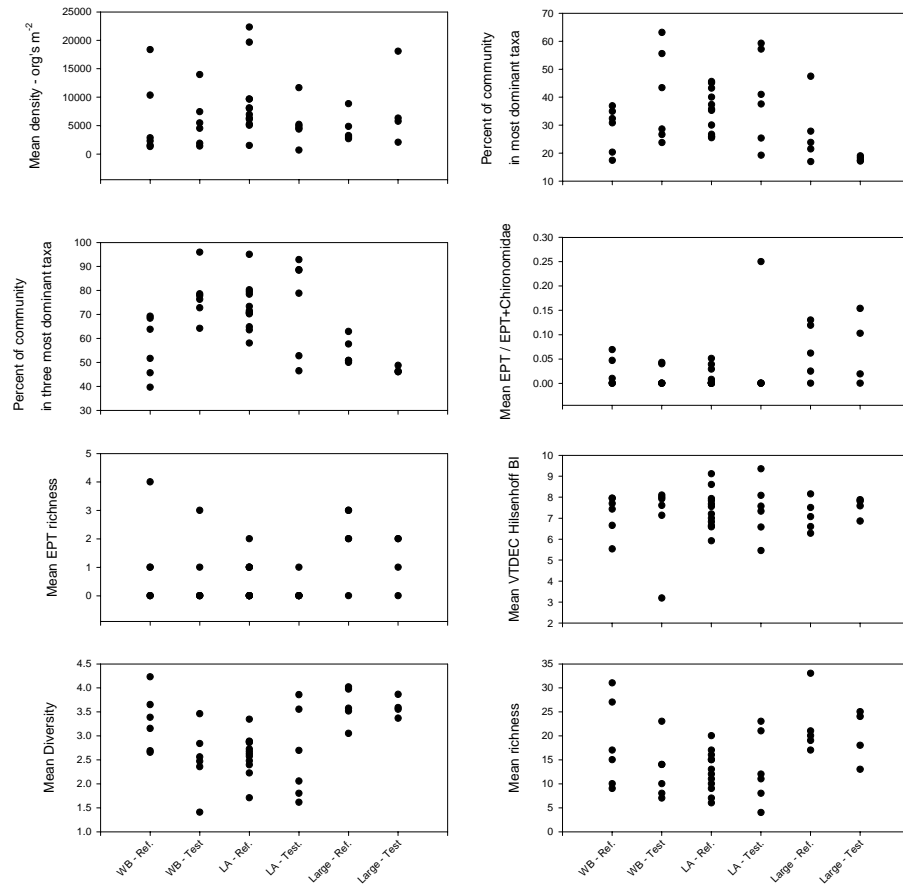 Mean density - org's m-2
25000
20000
15000
10000
5000
0
Percent of community
in most dominant taxa
70
60
50
40
30
20
10
Percent of community
in three most dominant taxa
100
90
80
70
60
50
40
30
Mean EPT / EPT+Chironomidae
0.30
0.25
0.20
0.15
0.10
0.05
0.00
Mean EPT richness
5
4
3
2
1
0
Mean VTDEC Hilsenhoff BI
10
9
8
7
6
5
4
3
2
Mean Diversity
4.5
4.0
3.5
3.0
2.5
2.0
1.5
1.0
WB - Ref.
WB - Test
LA - Ref.
LA - Test.
Large - Ref.
Large - Test
Mean richness
35
30
25
20
15
10
5
0
WB - Ref.
WB - Test
LA - Ref.
LA - Test.
Large - Ref.
Large - Test